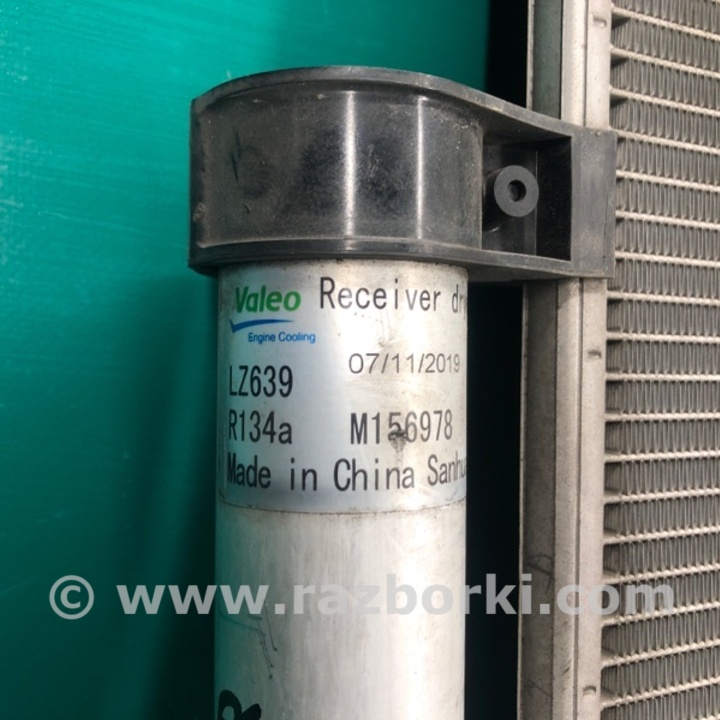 Valeo Receiver
Engine Cooling
07/11/2019
LZ639
R134a M156978
Made in China
© www.razborki.com